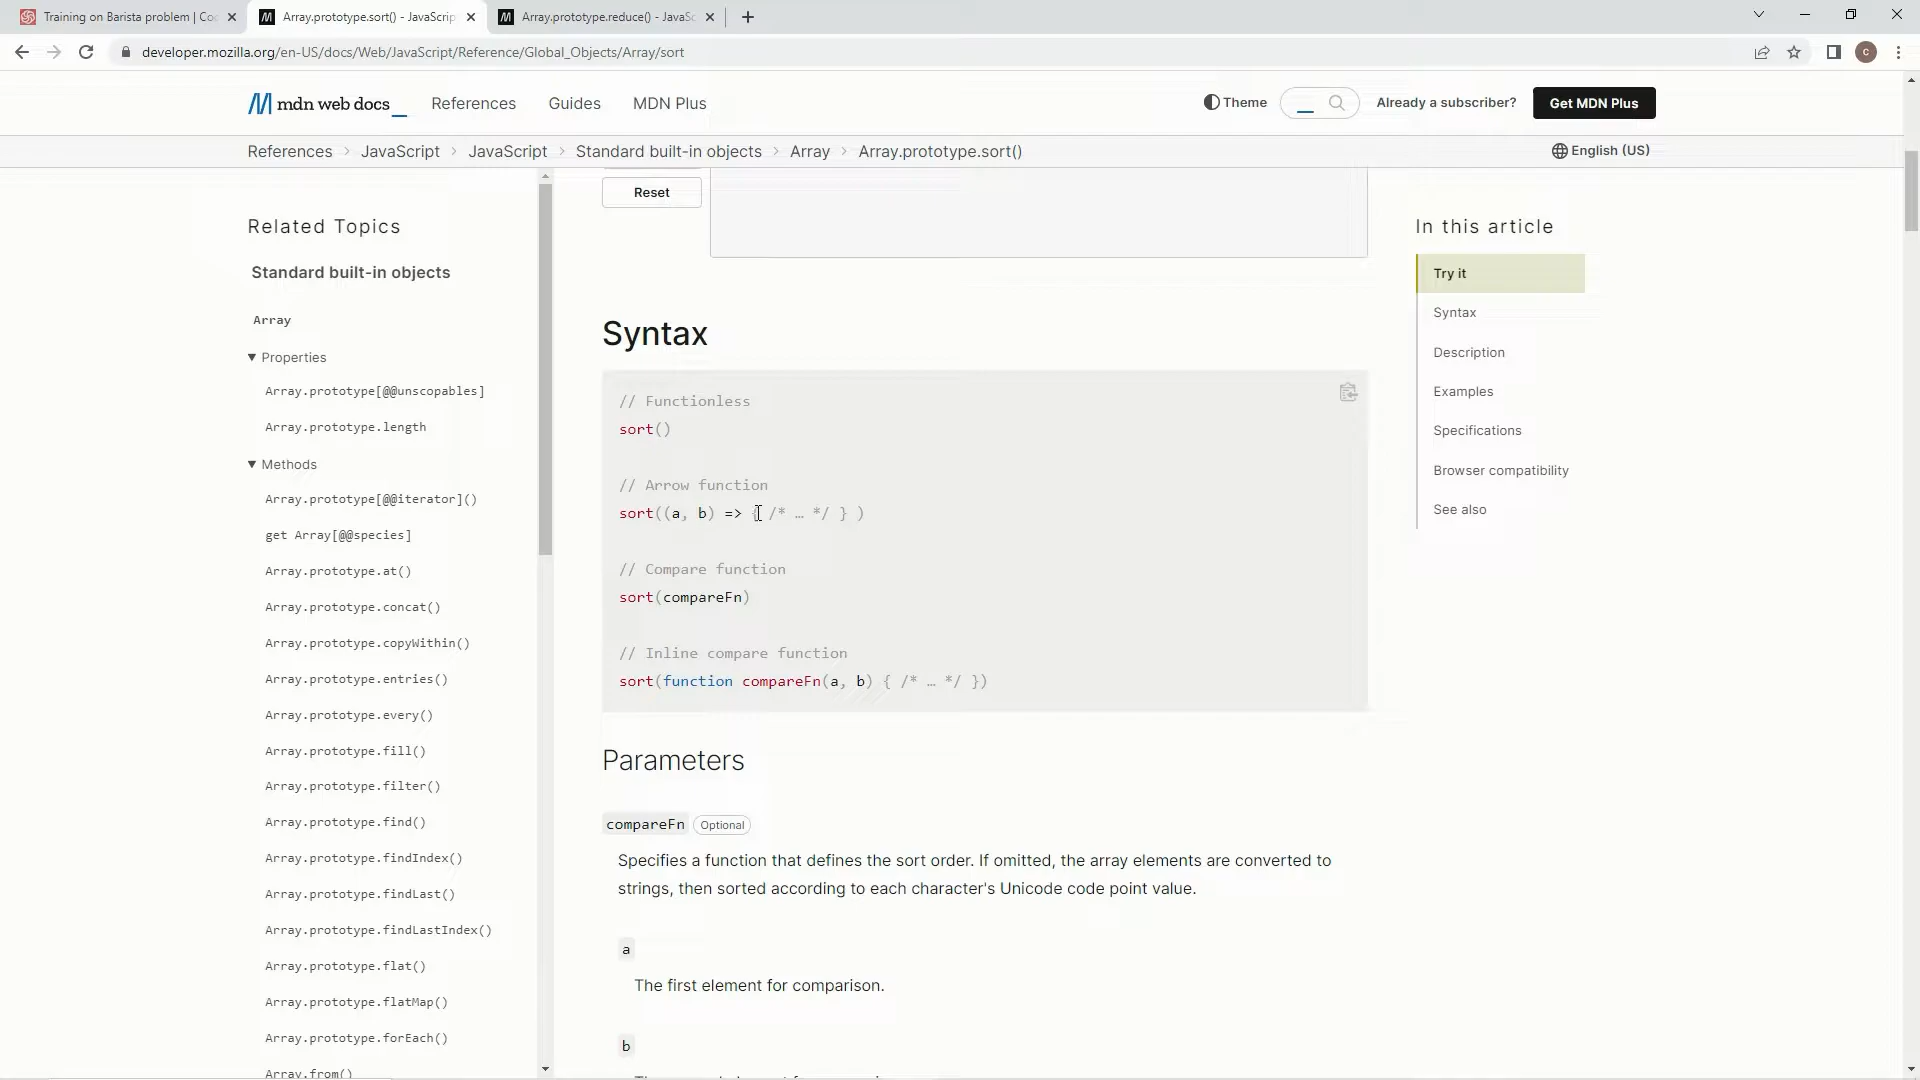 Training on Barista problem | Co
Array.prototype.sort() - JavaScrip
Array.prototype.reduce() - JavaSc
developer.mozilla.org/en-US/docs/Web/JavaScript/Reference/Global_Objects/Array/sort
C
mdn web docs
References
Guides
MDN Plus
Theme
Already a subscriber?
Get MDN Plus
References > JavaScript > JavaScript > Standard built-in objects > Array > Array.prototype.sort()
English (US)
Related Topics
Standard built-in objects
Array
Properties
Array.prototype[@@unscopables]
Array.prototype.length
Methods
Array.prototype[@@iterator]()
get Array[@@species]
Array.prototype.at()
Array.prototype.concat()
Array.prototype.copyWithin()
Array.prototype.entries()
Array.prototype.every()
Array.prototype.fill()
Array.prototype.filter()
Array.prototype.find()
Array.prototype.findIndex()
Array.prototype.findLast()
Array.prototype.findLastIndex()
Array.prototype.flat()
Array.prototype.flatMap()
Array.prototype.forEach()
Array.from()
Reset
Syntax
// Functionless
sort()
// Arrow function
sort((a, b) => { /* … */ } )
// Compare function
sort(compareFn)
// Inline compare function
sort(function compareFn(a, b) { /* … */ })
Parameters
compareFn Optional
Specifies a function that defines the sort order. If omitted, the array elements are converted to
strings, then sorted according to each character's Unicode code point value.
a
The first element for comparison.
b
In this article
Try it
Syntax
Description
Examples
Specifications
Browser compatibility
See also